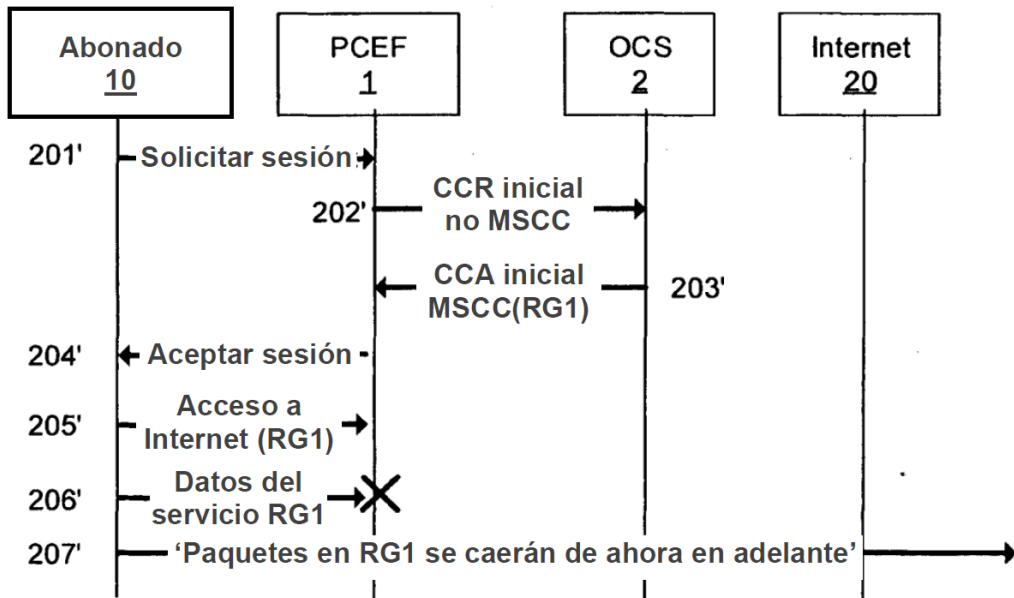 Abonado
10
PCEF
1
OCS
2
Internet
20
201'
Solicitar sesión
202'
CCR inicial
no MSCC
CCA inicial
MSCC(RG1)
203'
204'
Aceptar sesión
205'
Acceso a
Internet (RG1)
206'
Datos del
servicio RG1
207'
‘Paquetes en RG1 se caerán de ahora en adelante’